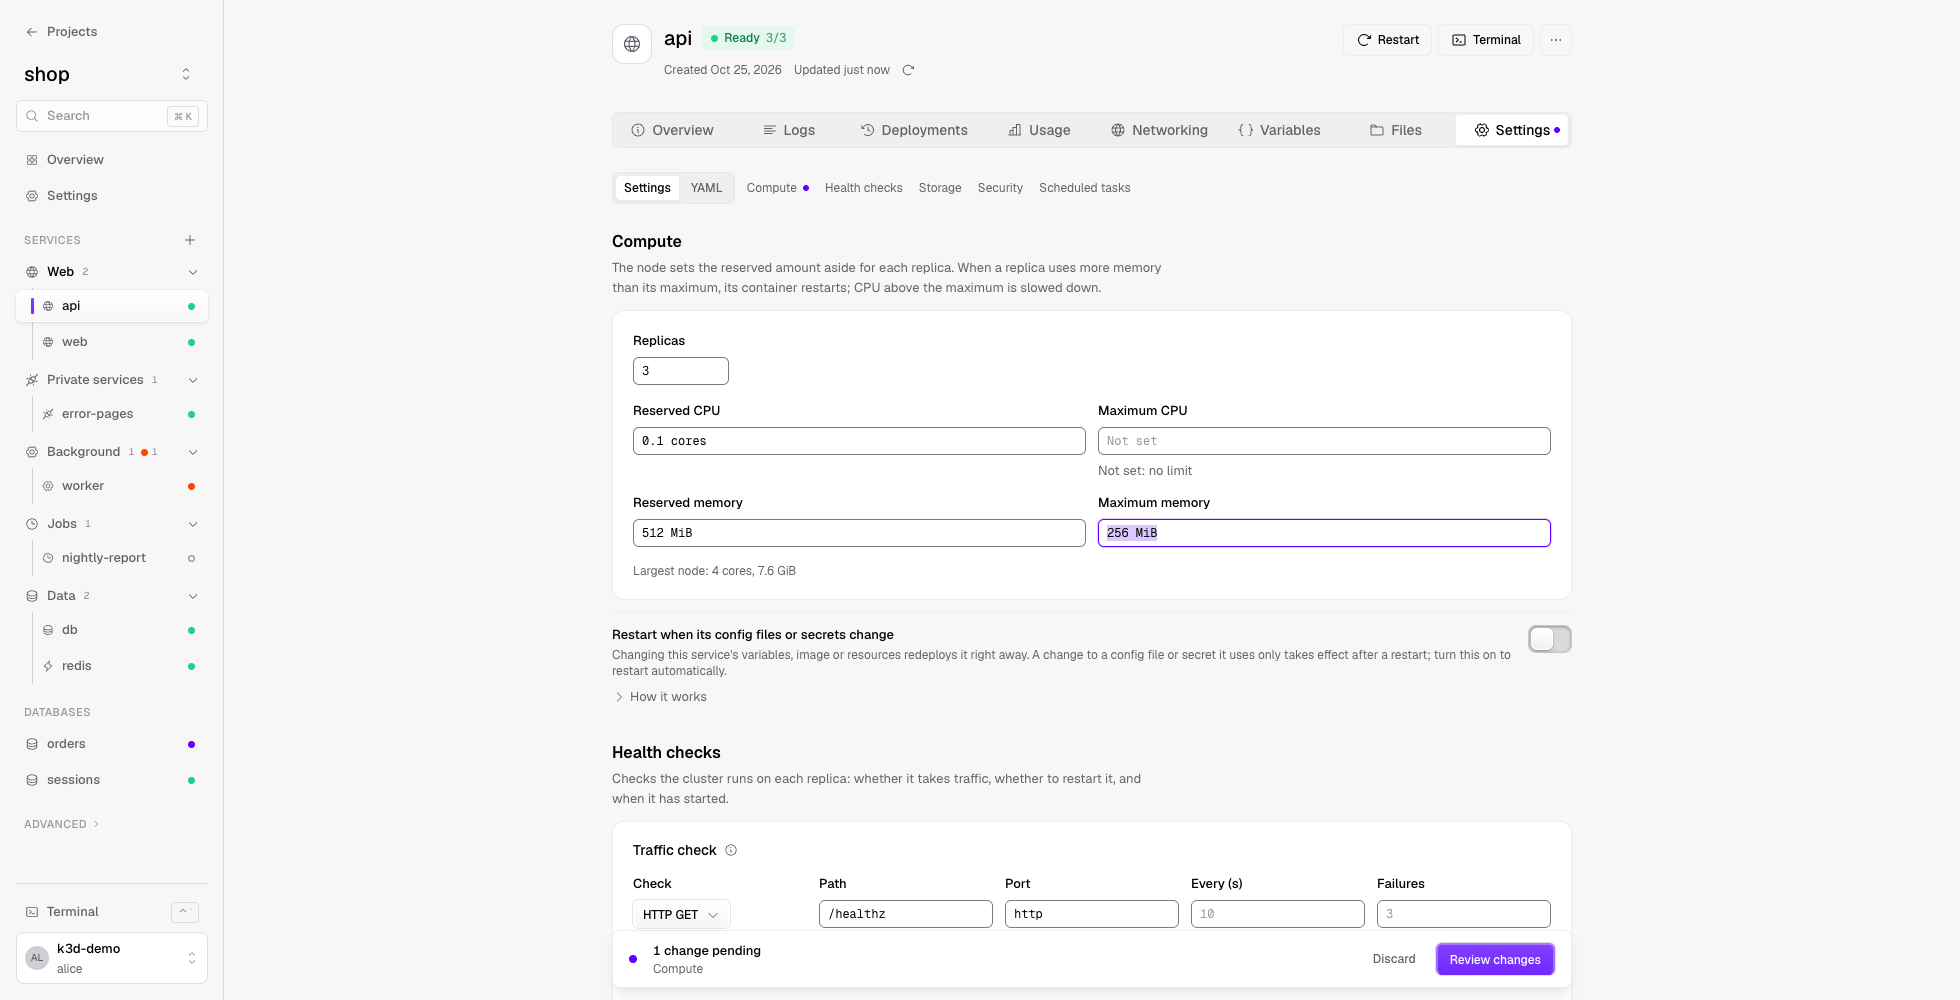 Projects
shop
Search
⌘ K
Overview
Settings
SERVICES
Web 2
api
web
Private services 1
error-pages
Background 1 1
worker
Jobs 1
nightly-report
Data 2
db
redis
DATABASES
orders
sessions
ADVANCED
Terminal
^ `
AL
k3d-demo
alice
api
Ready 3/3
Created Oct 25, 2026 Updated just now
Restart
Terminal
...
Overview
Logs
Deployments
Usage
Networking
Variables
Files
Settings
Settings
YAML
Compute
Health checks
Storage
Security
Scheduled tasks
Compute
The node sets the reserved amount aside for each replica. When a replica uses more memory
than its maximum, its container restarts; CPU above the maximum is slowed down.
Replicas
3
Reserved CPU
0.1 cores
Maximum CPU
Not set
Not set: no limit
Reserved memory
512 MiB
Maximum memory
256 MiB
Largest node: 4 cores, 7.6 GiB
Restart when its config files or secrets change
Changing this service's variables, image or resources redeploys it right away. A change to a config file or secret it uses only takes effect after a restart; turn this on to
restart automatically.
How it works
Health checks
Checks the cluster runs on each replica: whether it takes traffic, whether to restart it, and
when it has started.
Traffic check
Check
HTTP GET
Path
/healthz
Port
http
Every (s)
10
Failures
3
1 change pending
Compute
Discard
Review changes